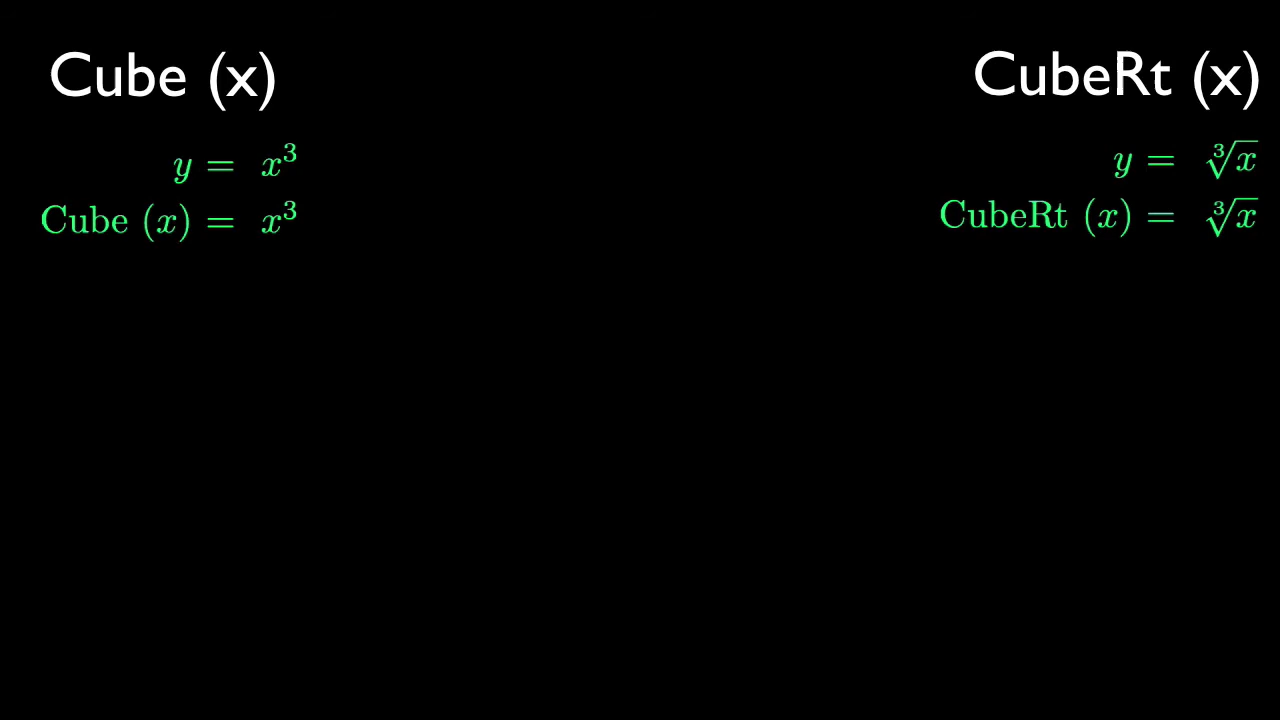 Cube (x)
y = x³
Cube (x) = x³
CubeRt (x)
y = ∛x
CubeRt (x) = ∛x